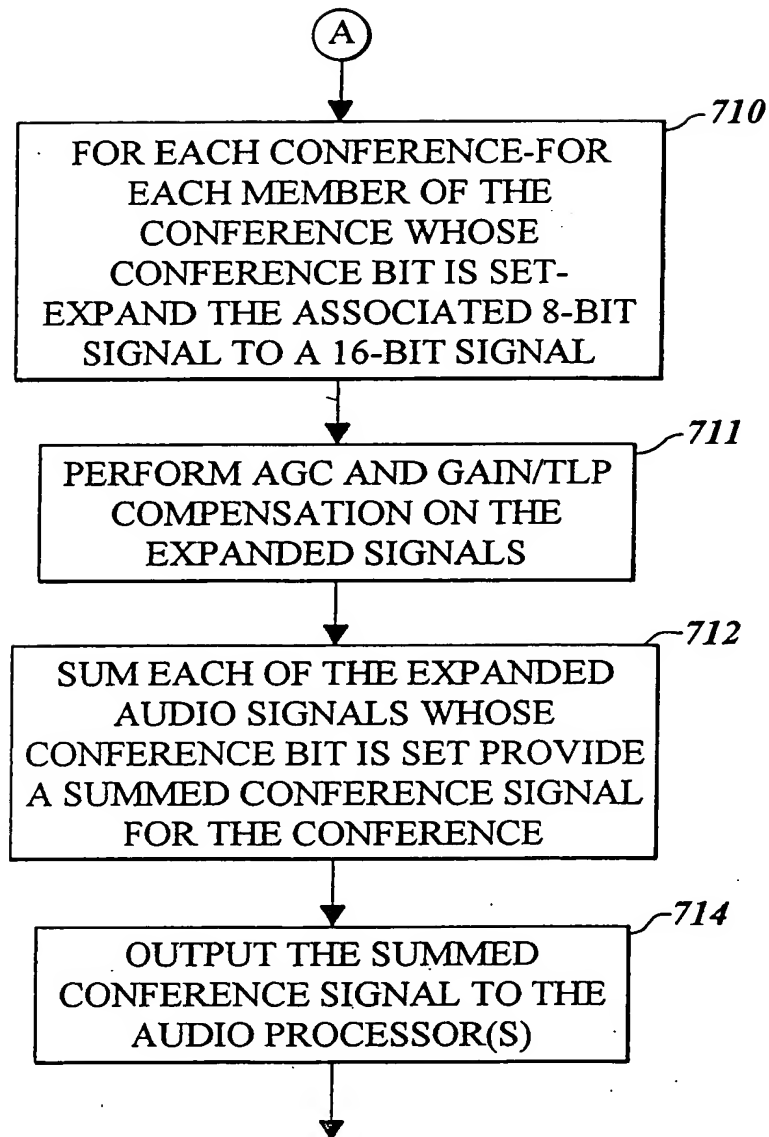 A
710
FOR EACH CONFERENCE-FOR
EACH MEMBER OF THE
CONFERENCE WHOSE
CONFERENCE BIT IS SET-
EXPAND THE ASSOCIATED 8-BIT
SIGNAL TO A 16-BIT SIGNAL
711
PERFORM AGC AND GAIN/TLP
COMPENSATION ON THE
EXPANDED SIGNALS
712
SUM EACH OF THE EXPANDED
AUDIO SIGNALS WHOSE
CONFERENCE BIT IS SET PROVIDE
A SUMMED CONFERENCE SIGNAL
FOR THE CONFERENCE
714
OUTPUT THE SUMMED
CONFERENCE SIGNAL TO THE
AUDIO PROCESSOR(S)